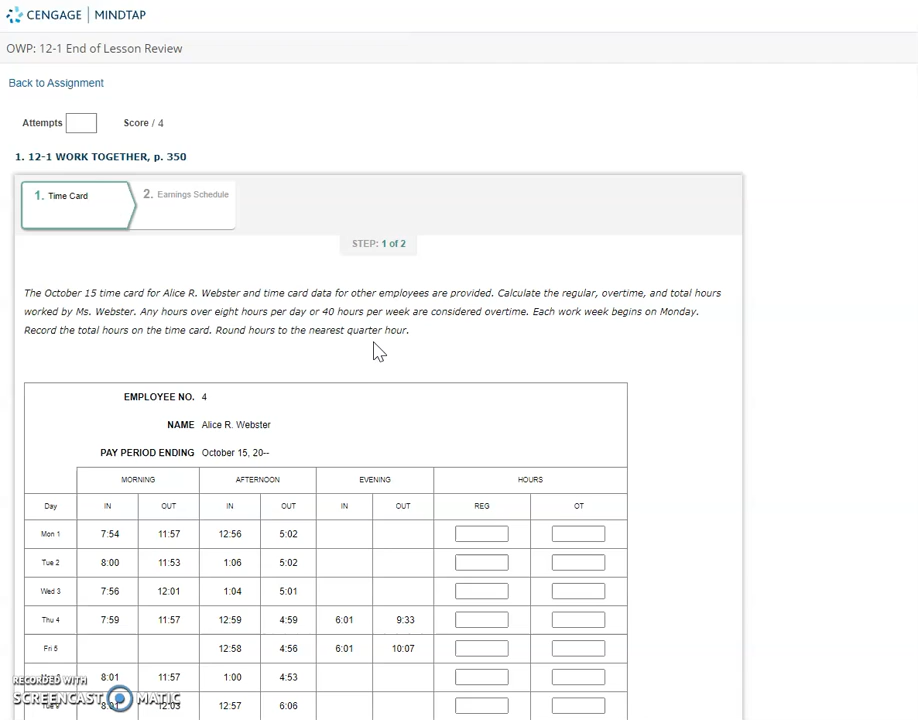 CENGAGE | MINDTAP
OWP: 12-1 End of Lesson Review
Back to Assignment
Attempts Score / 4
1. 12-1 WORK TOGETHER, p. 350
1. Time Card 2. Earnings Schedule
STEP: 1 of 2
The October 15 time card for Alice R. Webster and time card data for other employees are provided. Calculate the regular, overtime, and total hours
worked by Ms. Webster. Any hours over eight hours per day or 40 hours per week are considered overtime. Each work week begins on Monday.
Record the total hours on the time card. Round hours to the nearest quarter hour.
EMPLOYEE NO. 4
NAME Alice R. Webster
PAY PERIOD ENDING October 15, 20--
MORNING AFTERNOON EVENING HOURS
Day IN OUT IN OUT IN OUT REG OT
Mon 1 7:54 11:57 12:56 5:02
Tue 2 8:00 11:53 1:06 5:02
Wed 3 7:56 12:01 1:04 5:01
Thu 4 7:59 11:57 12:59 4:59 6:01 9:33
Fri 5 12:58 4:56 6:01 10:07
8:01 11:57 1:00 4:53
8:01 12:03 12:57 6:06
RECORDED WITH
SCREENCAST MATIC